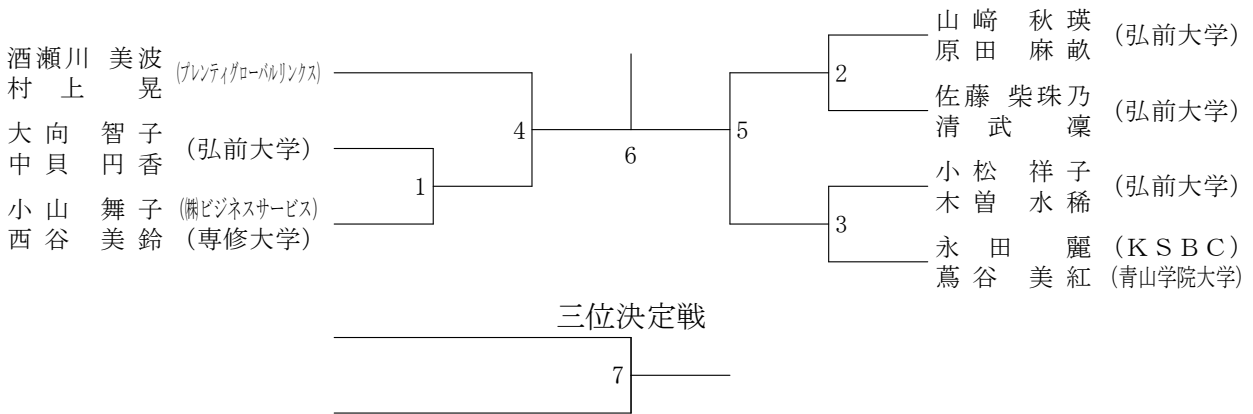 酒瀬川 美波
村上 晃
(プレンティグローバルリンクス)
大向 智子
中貝 円香
(弘前大学)
小山 舞子 (㈱ビジネスサービス)
西谷 美鈴 (専修大学)
1
4
6
山﨑 秋瑛
原田 麻畝
(弘前大学)
佐藤 柴珠乃
清武 凜
(弘前大学)
小松 祥子
木曽 水稀
(弘前大学)
永田 麗 (KSBC)
蔦谷 美紅 (青山学院大学)
2
5
3
三位決定戦
7